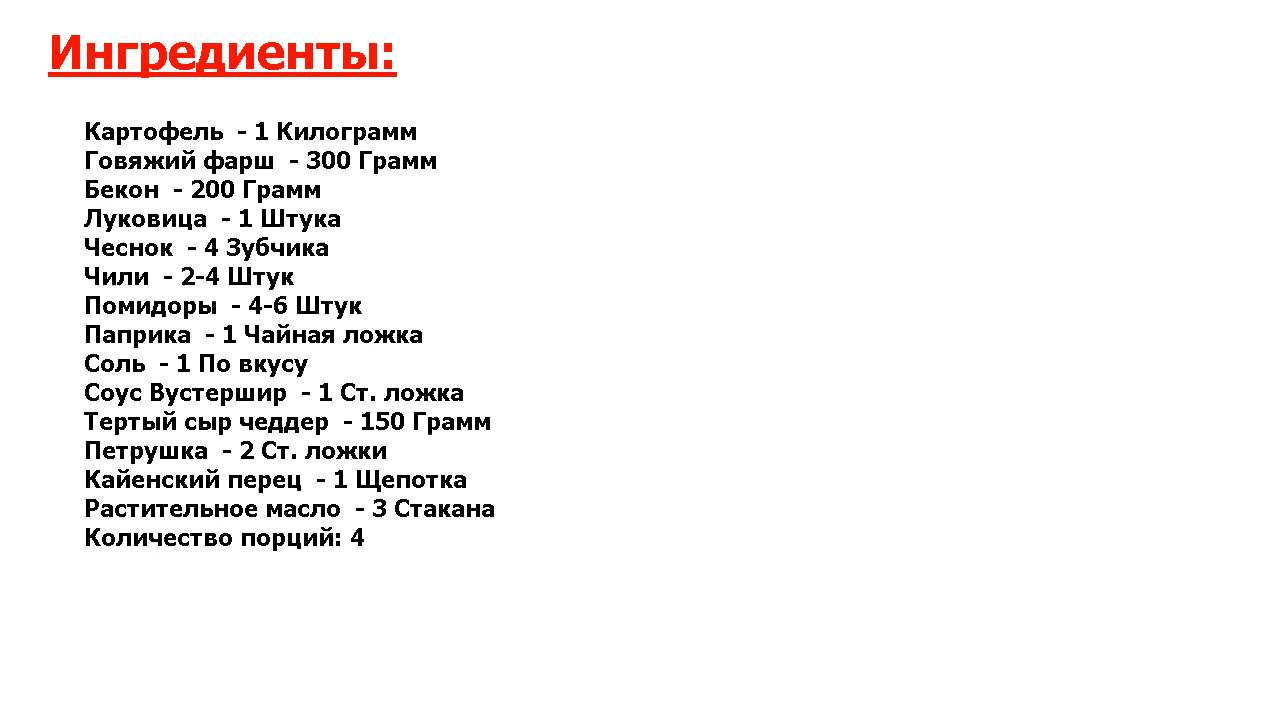 Ингредиенты:
Картофель - 1 Килограмм
Говяжий фарш - 300 Грамм
Бекон - 200 Грамм
Луковица - 1 Штука
Чеснок - 4 Зубчика
Чили - 2-4 Штук
Помидоры - 4-6 Штук
Паприка - 1 Чайная ложка
Соль - 1 По вкусу
Соус Вустершир - 1 Ст. ложка
Тертый сыр чеддер - 150 Грамм
Петрушка - 2 Ст. ложки
Кайенский перец - 1 Щепотка
Растительное масло - 3 Стакана
Количество порций: 4